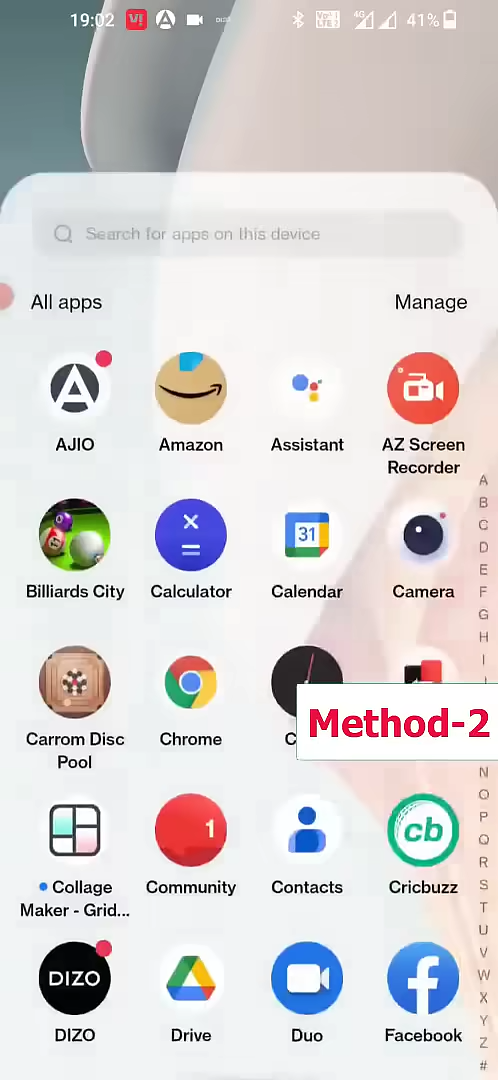 19:02
41%
Search for apps on this device
All apps
Manage
AJIO
Amazon
Assistant
AZ Screen
Recorder
×
=
31
Billiards City
Calculator
Calendar
Camera
Carrom Disc
Pool
Chrome
C
Method-2
1
cb
Collage
Maker - Grid...
Community
Contacts
Cricbuzz
DIZO
DIZO
Drive
Duo
Facebook
A
B
C
D
E
F
G
H
I
N
O
P
Q
R
S
T
U
V
W
X
Y
Z
#